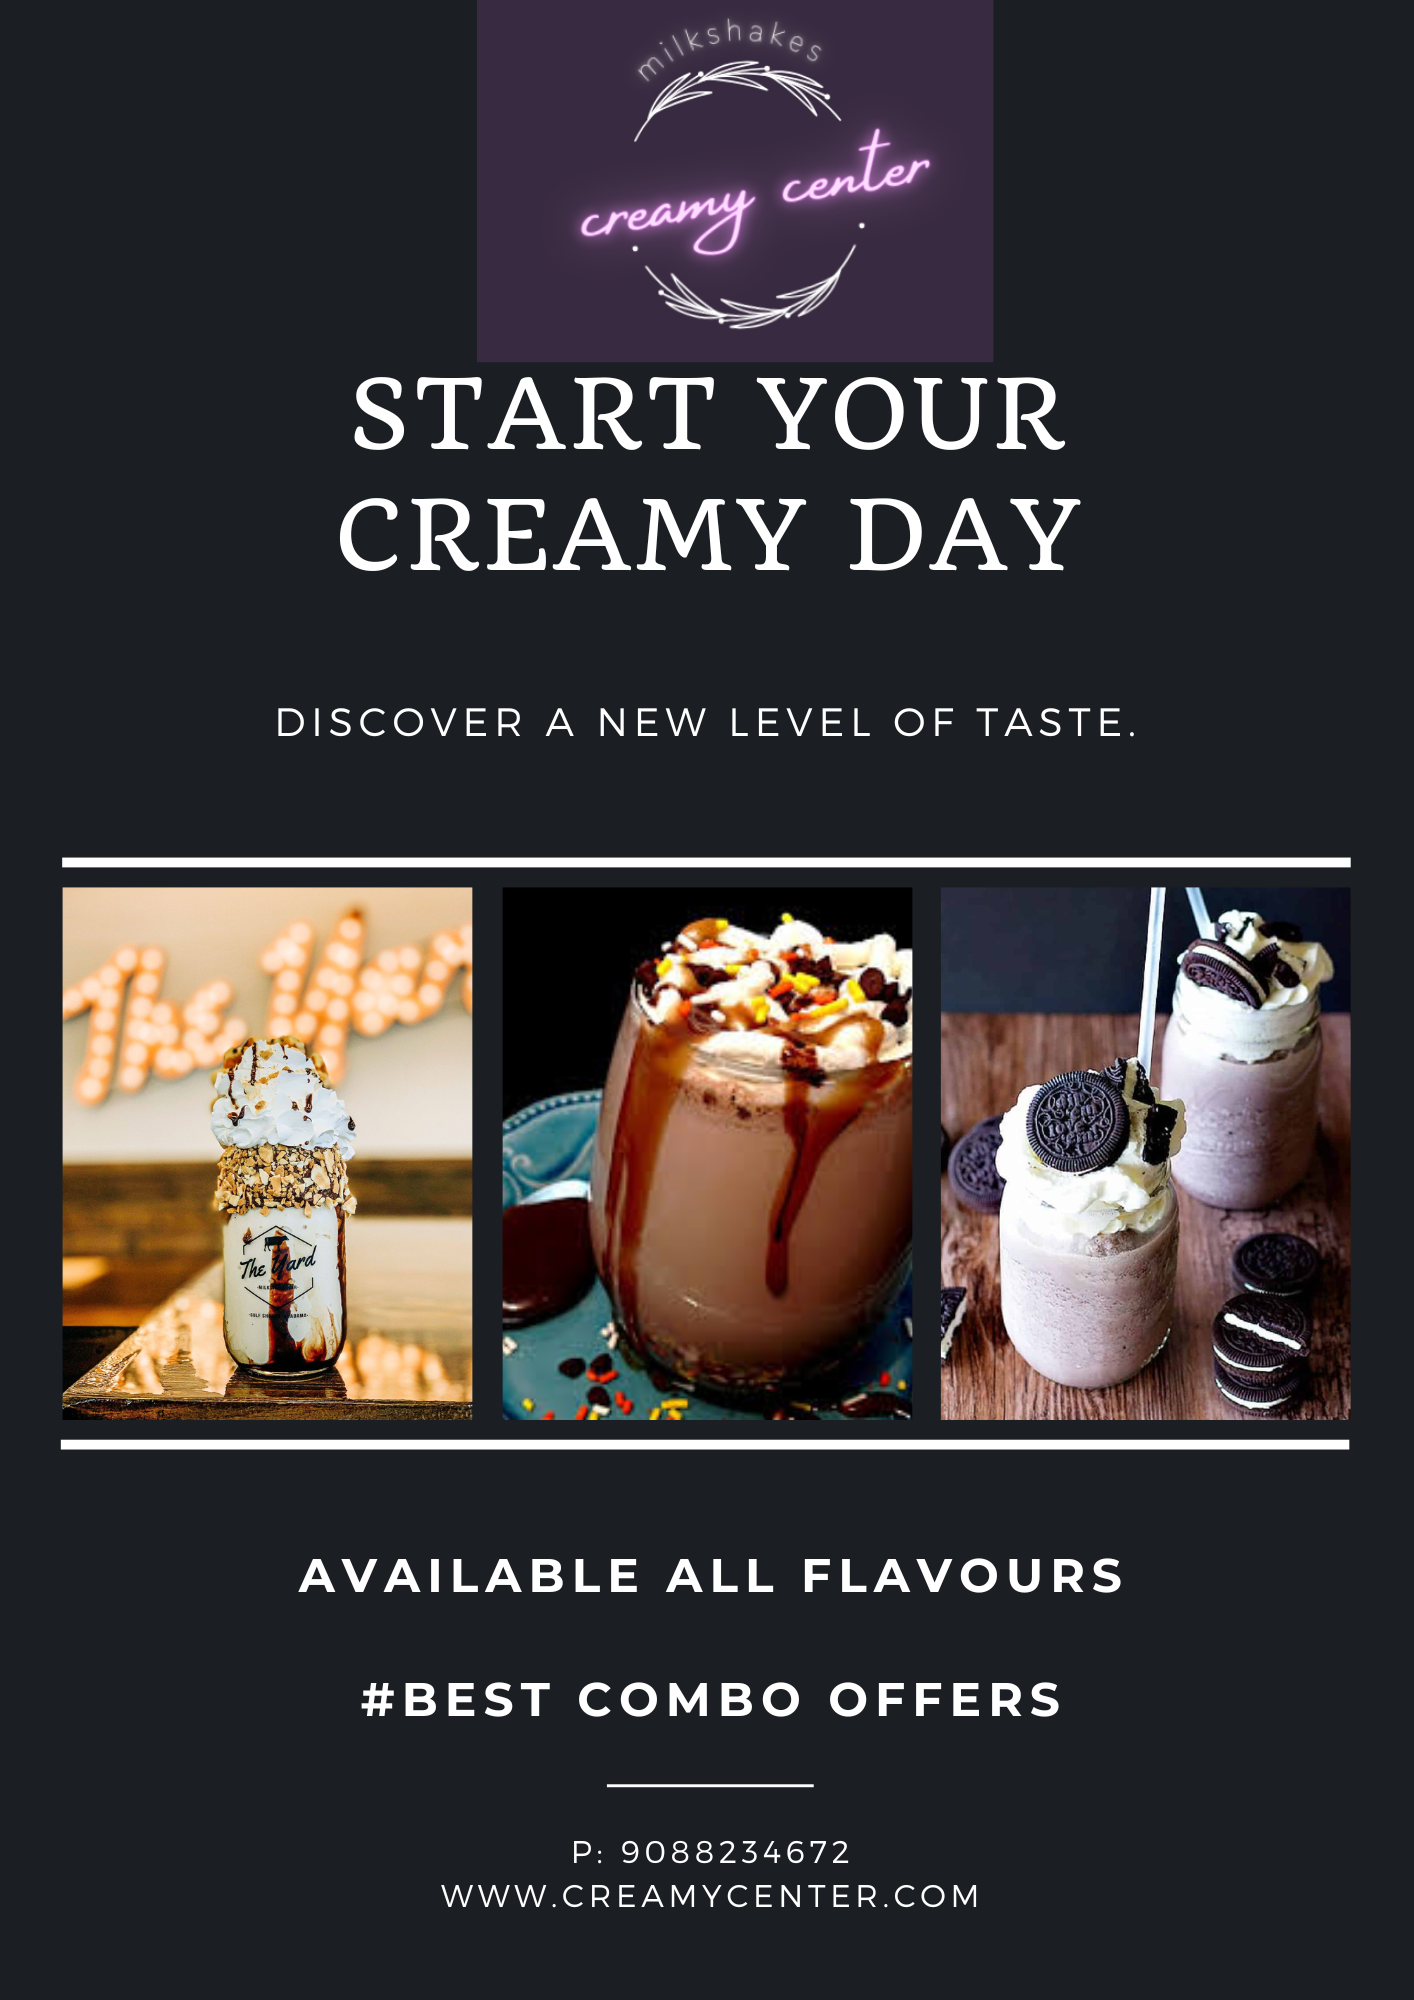 milkshakes
creamy center
START YOUR
CREAMY DAY
DISCOVER A NEW LEVEL OF TASTE.
The Yard
The Yard
AVAILABLE ALL FLAVOURS
#BEST COMBO OFFERS
P: 9088234672
WWW.CREAMYCENTER.COM